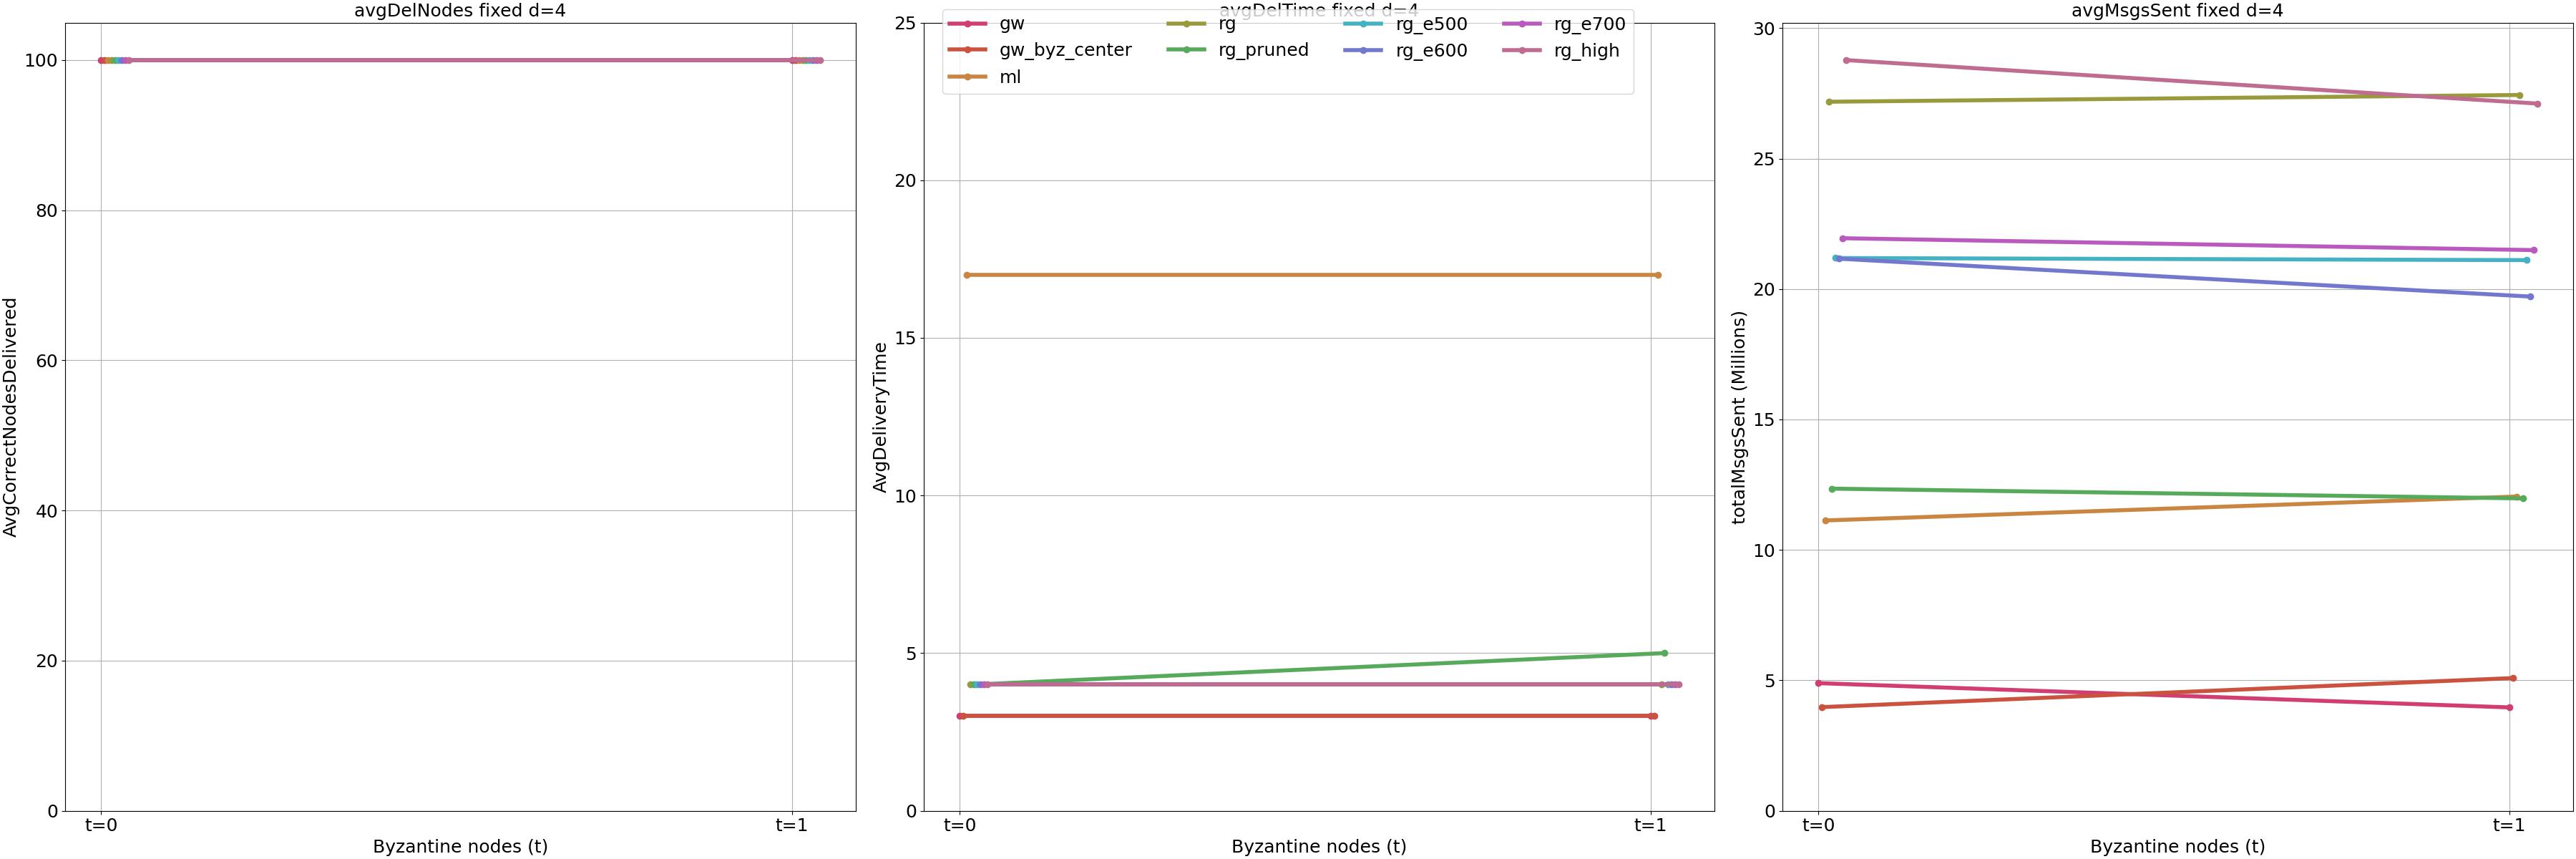 avgDelNodes fixed d=4
AvgCorrectNodesDelivered
100
80
60
40
20
0
t=0 t=1
Byzantine nodes (t)
avgDelTime fixed d=4
gw rg rg_e500 rg_e700
gw_byz_center rg_pruned rg_e600 rg_high
ml
AvgDeliveryTime
25
20
15
10
5
0
t=0 t=1
Byzantine nodes (t)
avgMsgsSent fixed d=4
totalMsgsSent (Millions)
30
25
20
15
10
5
0
t=0 t=1
Byzantine nodes (t)